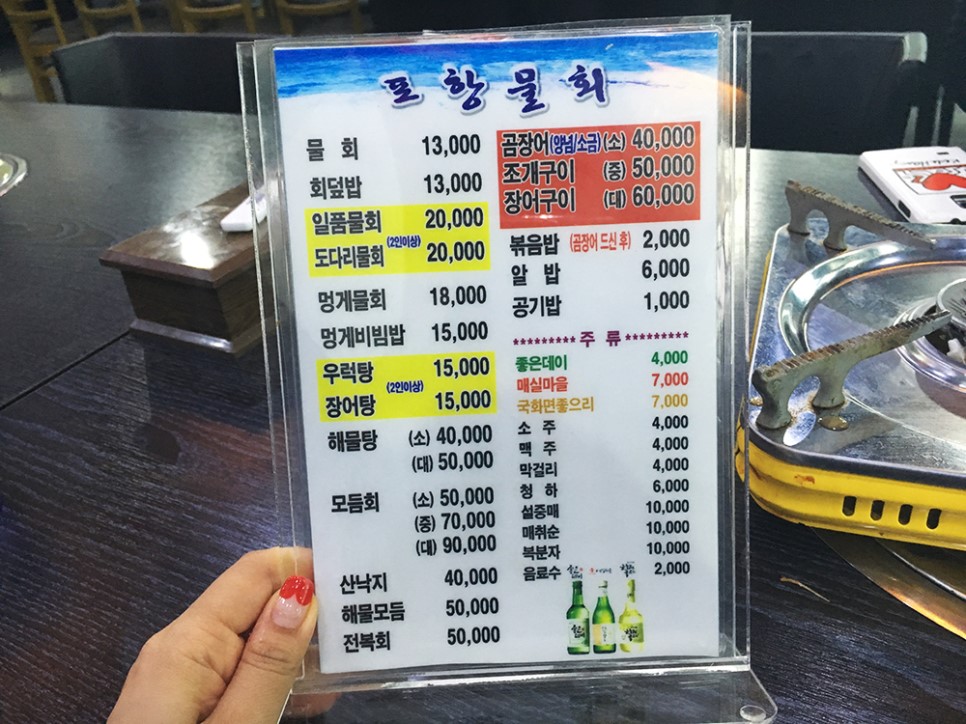 포항물회
물 회 13,000
회덮밥 13,000
일품물회 20,000
(2인이상)
도다리물회 20,000
멍게물회 18,000
멍게비빔밥 15,000
우럭탕 15,000
(2인이상)
장어탕 15,000
해물탕 (소) 40,000
(대) 50,000
모듬회 (소) 50,000
(중) 70,000
(대) 90,000
산낙지 40,000
해물모듬 50,000
전복회 50,000
곰장어(양념/소금) (소) 40,000
조개구이 (중) 50,000
장어구이 (대) 60,000
볶음밥 (곰장어 드신 후) 2,000
알 밥 6,000
공기밥 1,000
********* 주 류 *********
좋은데이 4,000
매실마을 7,000
국화면좋으리 7,000
소 주 4,000
맥 주 4,000
막걸리 4,000
청 하 6,000
설중매 10,000
매취순 10,000
복분자 10,000
음료수 2,000